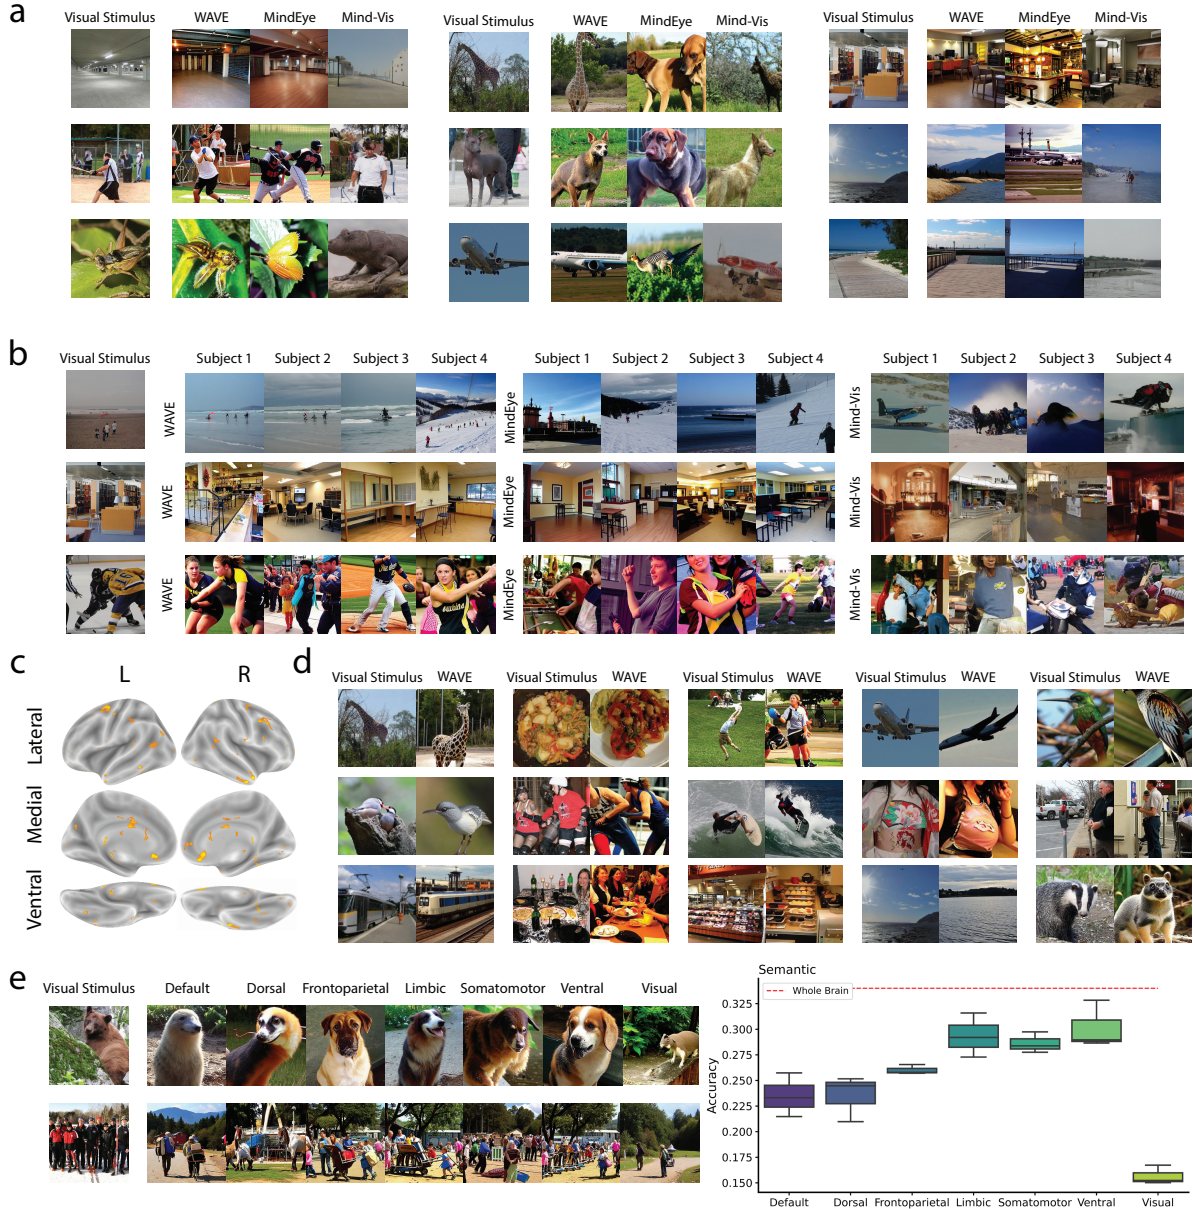 a
Visual Stimulus WAVE MindEye Mind-Vis
Visual Stimulus WAVE MindEye Mind-Vis
Visual Stimulus WAVE MindEye Mind-Vis
b
Visual Stimulus Subject 1 Subject 2 Subject 3 Subject 4 Subject 1 Subject 2 Subject 3 Subject 4 Subject 1 Subject 2 Subject 3 Subject 4
WAVE MindEye Mind-Vis
WAVE MindEye Mind-Vis
WAVE MindEye Mind-Vis
c
L R
Lateral
Medial
Ventral
d
Visual Stimulus WAVE Visual Stimulus WAVE Visual Stimulus WAVE Visual Stimulus WAVE Visual Stimulus WAVE
e
Visual Stimulus Default Dorsal Frontoparietal Limbic Somatomotor Ventral Visual
Semantic
Whole Brain
Accuracy
0.325
0.300
0.275
0.250
0.225
0.200
0.175
0.150
Default Dorsal Frontoparietal Limbic Somatomotor Ventral Visual